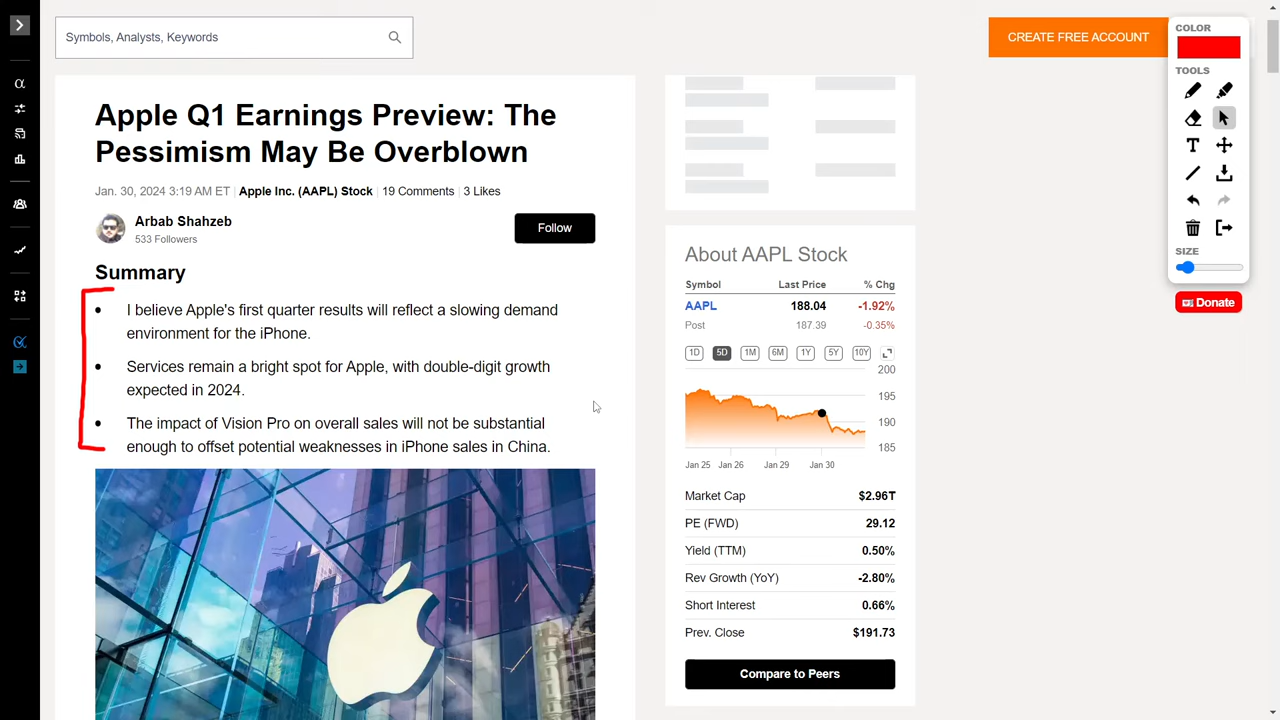 Symbols, Analysts, Keywords
CREATE FREE ACCOUNT
Apple Q1 Earnings Preview: The
Pessimism May Be Overblown
Jan. 30, 2024 3:19 AM ET | Apple Inc. (AAPL) Stock | 19 Comments | 3 Likes
Arbab Shahzeb
533 Followers
Follow
Summary
• I believe Apple's first quarter results will reflect a slowing demand
environment for the iPhone.
• Services remain a bright spot for Apple, with double-digit growth
expected in 2024.
• The impact of Vision Pro on overall sales will not be substantial
enough to offset potential weaknesses in iPhone sales in China.
About AAPL Stock
Symbol Last Price % Chg
AAPL 188.04 -1.92%
Post 187.39 -0.35%
1D 5D 1M 6M 1Y 5Y 10Y
200
195
190
185
Jan 25 Jan 26 Jan 29 Jan 30
Market Cap $2.96T
PE (FWD) 29.12
Yield (TTM) 0.50%
Rev Growth (YoY) -2.80%
Short Interest 0.66%
Prev. Close $191.73
Compare to Peers
COLOR
TOOLS
T
SIZE
Donate